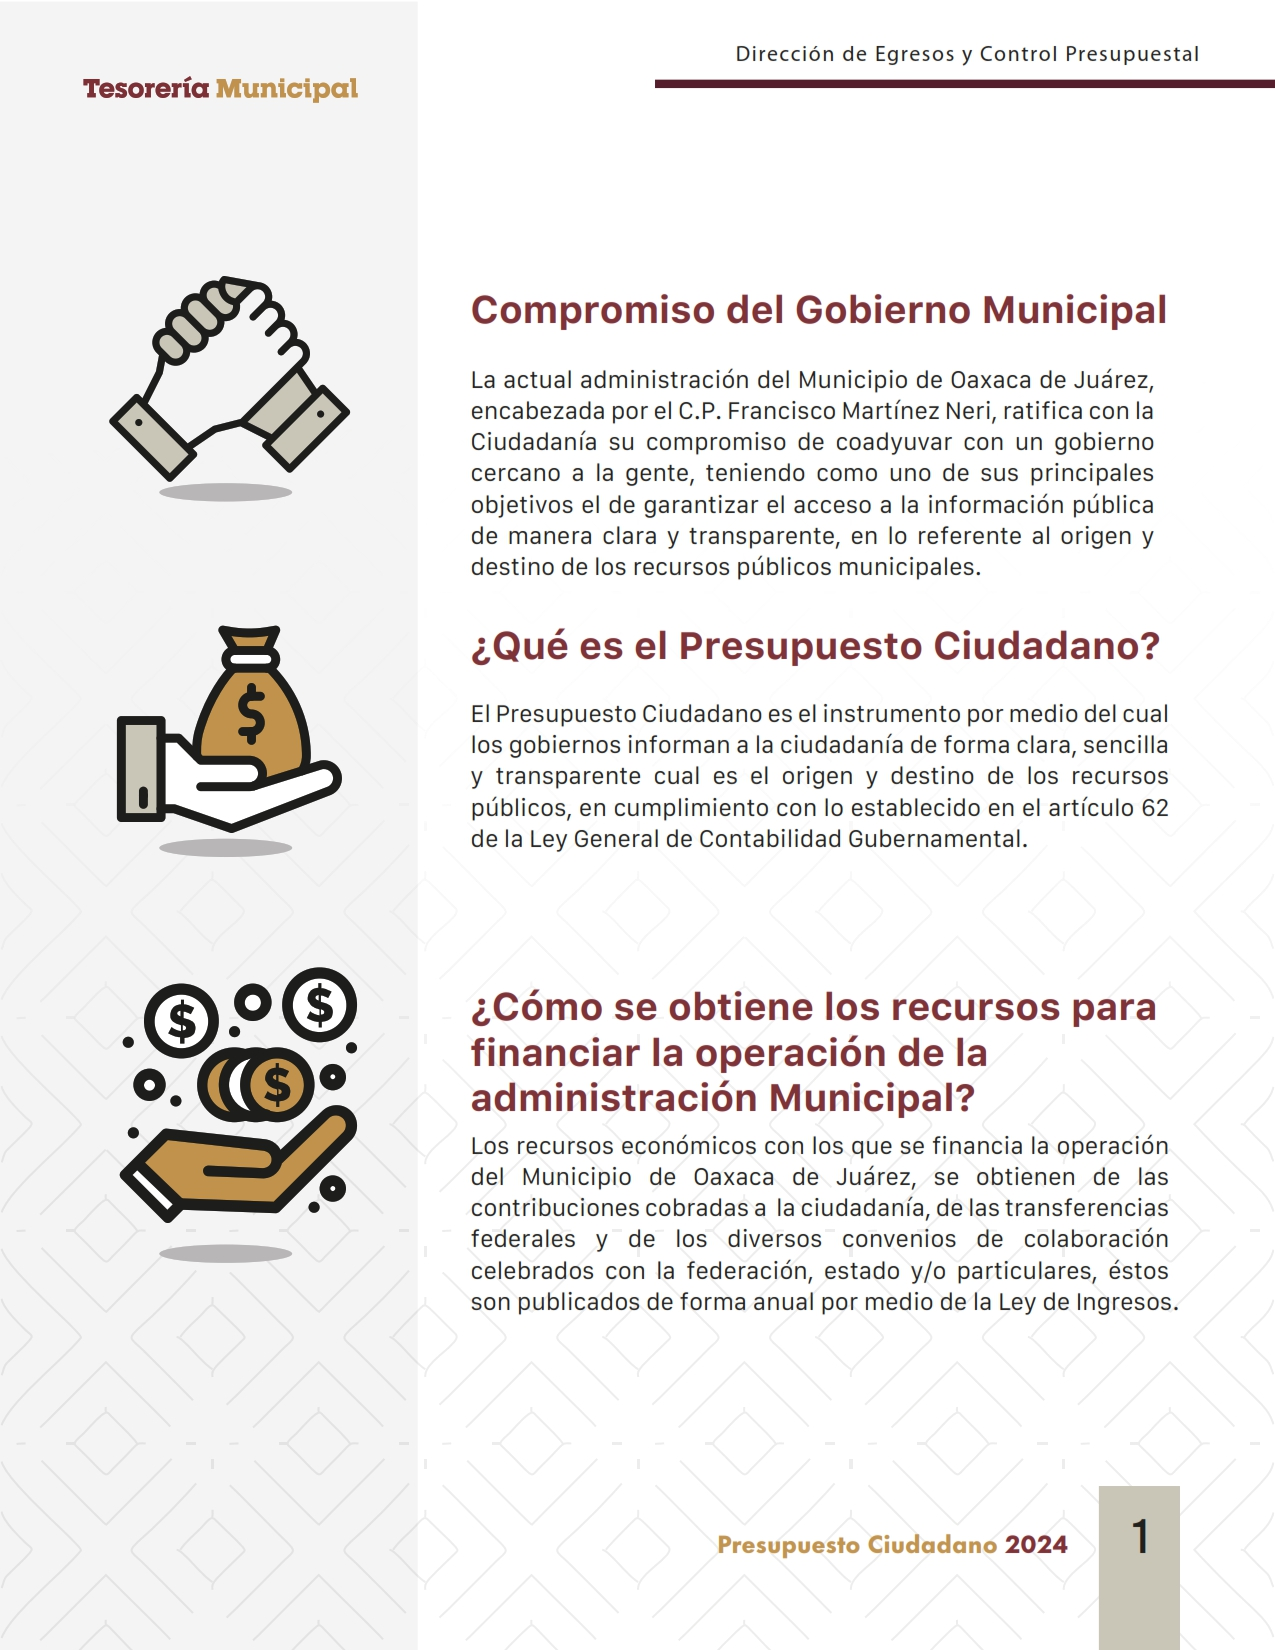 Tesorería Municipal
Dirección de Egresos y Control Presupuestal
Compromiso del Gobierno Municipal
La actual administración del Municipio de Oaxaca de Juárez,
encabezada por el C.P. Francisco Martínez Neri, ratifica con la
Ciudadanía su compromiso de coadyuvar con un gobierno
cercano a la gente, teniendo como uno de sus principales
objetivos el de garantizar el acceso a la información pública
de manera clara y transparente, en lo referente al origen y
destino de los recursos públicos municipales.
¿Qué es el Presupuesto Ciudadano?
El Presupuesto Ciudadano es el instrumento por medio del cual
los gobiernos informan a la ciudadanía de forma clara, sencilla
y transparente cual es el origen y destino de los recursos
públicos, en cumplimiento con lo establecido en el artículo 62
de la Ley General de Contabilidad Gubernamental.
$
¿Cómo se obtiene los recursos para
financiar la operación de la
administración Municipal?
Los recursos económicos con los que se financia la operación
del Municipio de Oaxaca de Juárez, se obtienen de las
contribuciones cobradas a la ciudadanía, de las transferencias
federales y de los diversos convenios de colaboración
celebrados con la federación, estado y/o particulares, éstos
son publicados de forma anual por medio de la Ley de Ingresos.
$ $
$
Presupuesto Ciudadano 2024
1